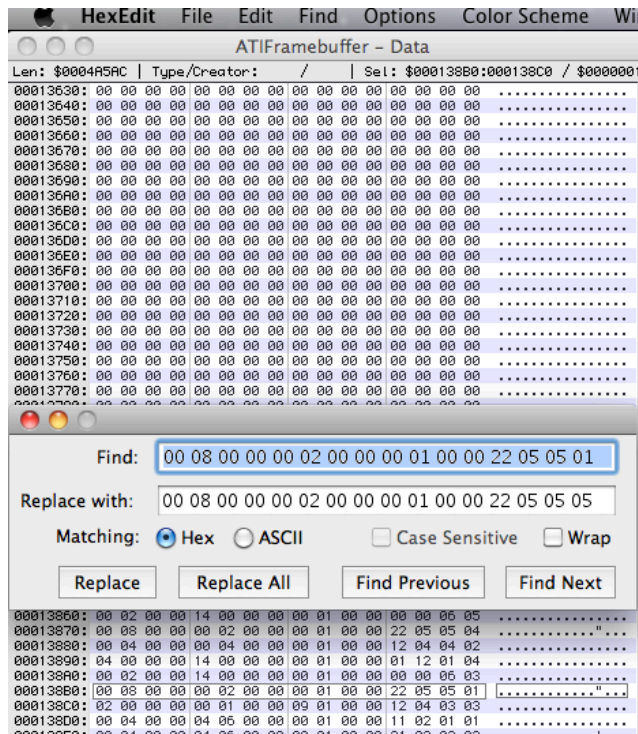 HexEdit File Edit Find Options Color Scheme Wi
ATIFramebuffer – Data
Len: $0004A5AC | Type/Creator: / | Sel: $000138B0:000138C0 / $0000001
00013630: 00 00 00 00 00 00 00 00 00 00 00 00 00 00 00 00 ................
00013640: 00 00 00 00 00 00 00 00 00 00 00 00 00 00 00 00 ................
00013650: 00 00 00 00 00 00 00 00 00 00 00 00 00 00 00 00 ................
00013660: 00 00 00 00 00 00 00 00 00 00 00 00 00 00 00 00 ................
00013670: 00 00 00 00 00 00 00 00 00 00 00 00 00 00 00 00 ................
00013680: 00 00 00 00 00 00 00 00 00 00 00 00 00 00 00 00 ................
00013690: 00 00 00 00 00 00 00 00 00 00 00 00 00 00 00 00 ................
000136A0: 00 00 00 00 00 00 00 00 00 00 00 00 00 00 00 00 ................
000136B0: 00 00 00 00 00 00 00 00 00 00 00 00 00 00 00 00 ................
000136C0: 00 00 00 00 00 00 00 00 00 00 00 00 00 00 00 00 ................
000136D0: 00 00 00 00 00 00 00 00 00 00 00 00 00 00 00 00 ................
000136E0: 00 00 00 00 00 00 00 00 00 00 00 00 00 00 00 00 ................
000136F0: 00 00 00 00 00 00 00 00 00 00 00 00 00 00 00 00 ................
00013700: 00 00 00 00 00 00 00 00 00 00 00 00 00 00 00 00 ................
00013710: 00 00 00 00 00 00 00 00 00 00 00 00 00 00 00 00 ................
00013720: 00 00 00 00 00 00 00 00 00 00 00 00 00 00 00 00 ................
00013730: 00 00 00 00 00 00 00 00 00 00 00 00 00 00 00 00 ................
00013740: 00 00 00 00 00 00 00 00 00 00 00 00 00 00 00 00 ................
00013750: 00 00 00 00 00 00 00 00 00 00 00 00 00 00 00 00 ................
00013760: 00 00 00 00 00 00 00 00 00 00 00 00 00 00 00 00 ................
00013770: 00 00 00 00 00 00 00 00 00 00 00 00 00 00 00 00 ................
Find: 00 08 00 00 00 02 00 00 00 01 00 00 22 05 05 01
Replace with: 00 08 00 00 00 02 00 00 00 01 00 00 22 05 05 05
Matching: Hex ASCII Case Sensitive Wrap
Replace Replace All Find Previous Find Next
00013860: 00 02 00 00 14 00 00 00 00 01 00 00 00 00 06 05 ................
00013870: 00 08 00 00 00 02 00 00 00 01 00 00 22 05 05 04 ............"...
00013880: 00 04 00 00 00 04 00 00 00 01 00 00 12 04 04 02 ................
00013890: 04 00 00 00 14 00 00 00 00 01 00 00 01 12 01 04 ................
000138A0: 00 02 00 00 14 00 00 00 00 01 00 00 00 00 06 03 ................
000138B0: 00 08 00 00 00 02 00 00 00 01 00 00 22 05 05 01 ............"...
000138C0: 02 00 00 00 00 01 00 00 09 01 00 00 12 04 03 03 ................
000138D0: 00 04 00 00 04 06 00 00 00 01 00 00 11 02 01 01 ................